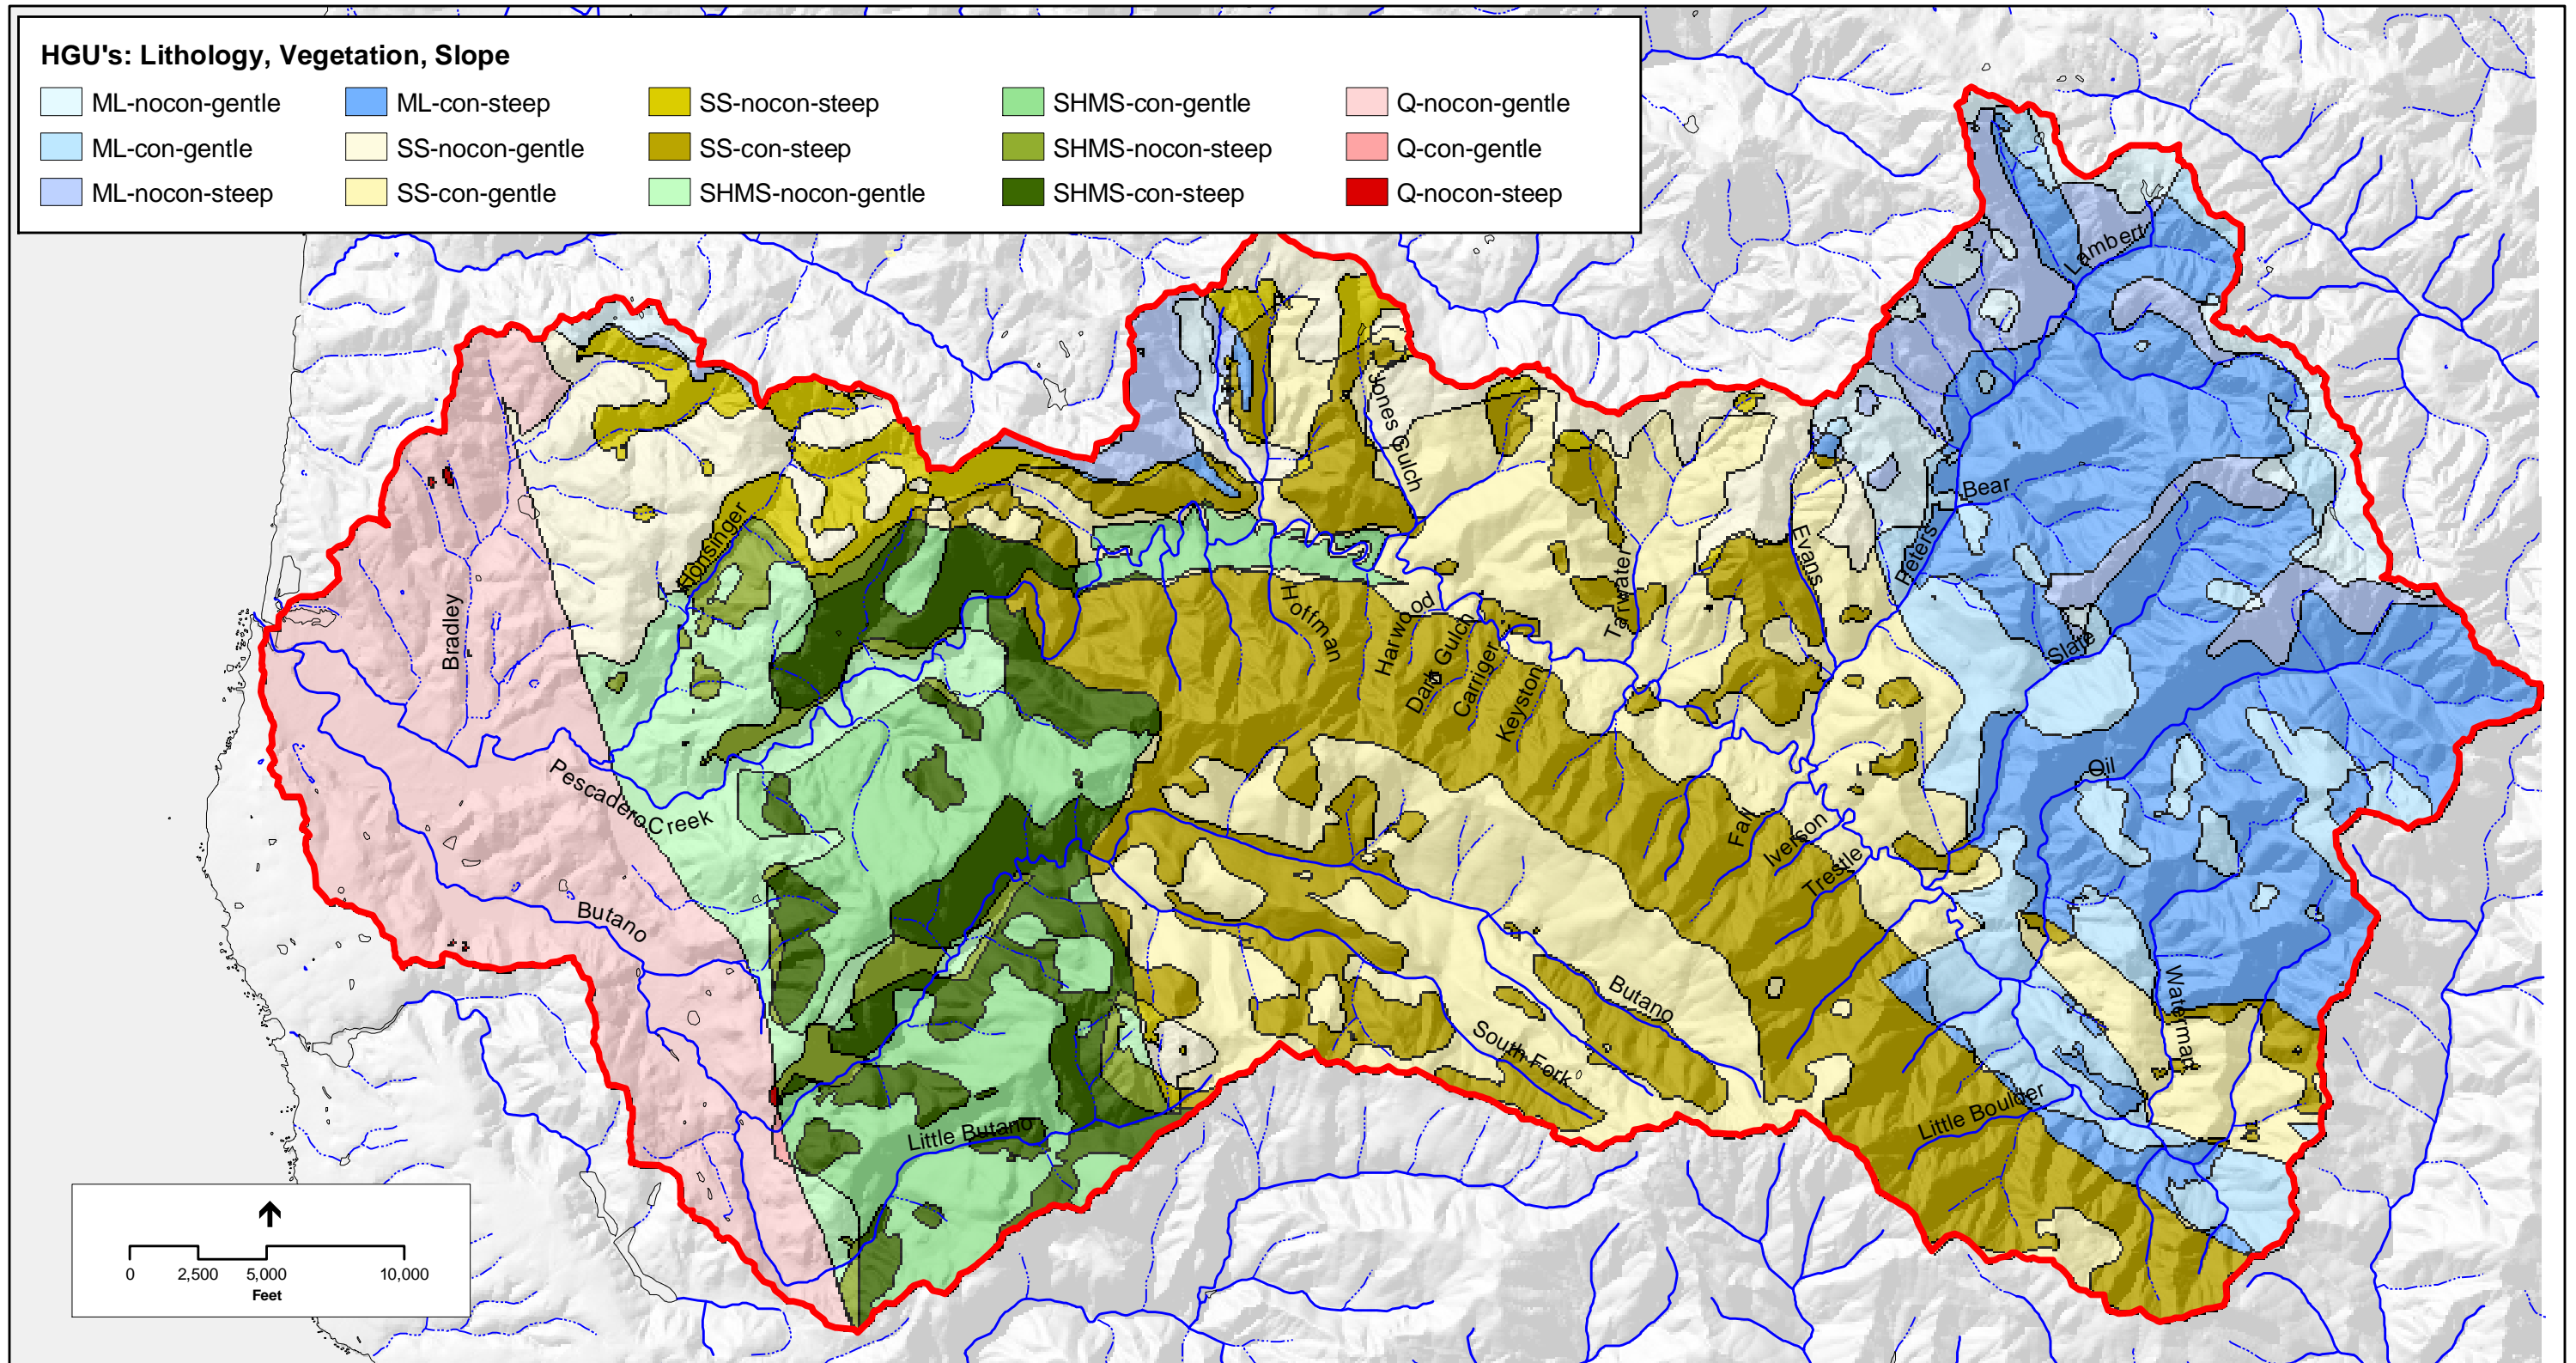 HGU's: Lithology, Vegetation, Slope
ML-nocon-gentle
ML-con-gentle
ML-nocon-steep
ML-con-steep
SS-nocon-gentle
SS-con-gentle
SS-nocon-steep
SS-con-steep
SHMS-nocon-gentle
SHMS-con-gentle
SHMS-nocon-steep
SHMS-con-steep
Q-nocon-gentle
Q-con-gentle
Q-nocon-steep
Lambert
Jones Gulch
Bear
Honsinger
Evans
Peters
Tarwater
Bradley
Hoffman
Harwood
Dark Gulch
Carriger
Keyston
Slate
Oil
Pescadero Creek
Fall
Iverson
Trestle
Butano
Waterman
Butano
South Fork
Little Butano
Little Boulder
0 2,500 5,000 10,000
Feet